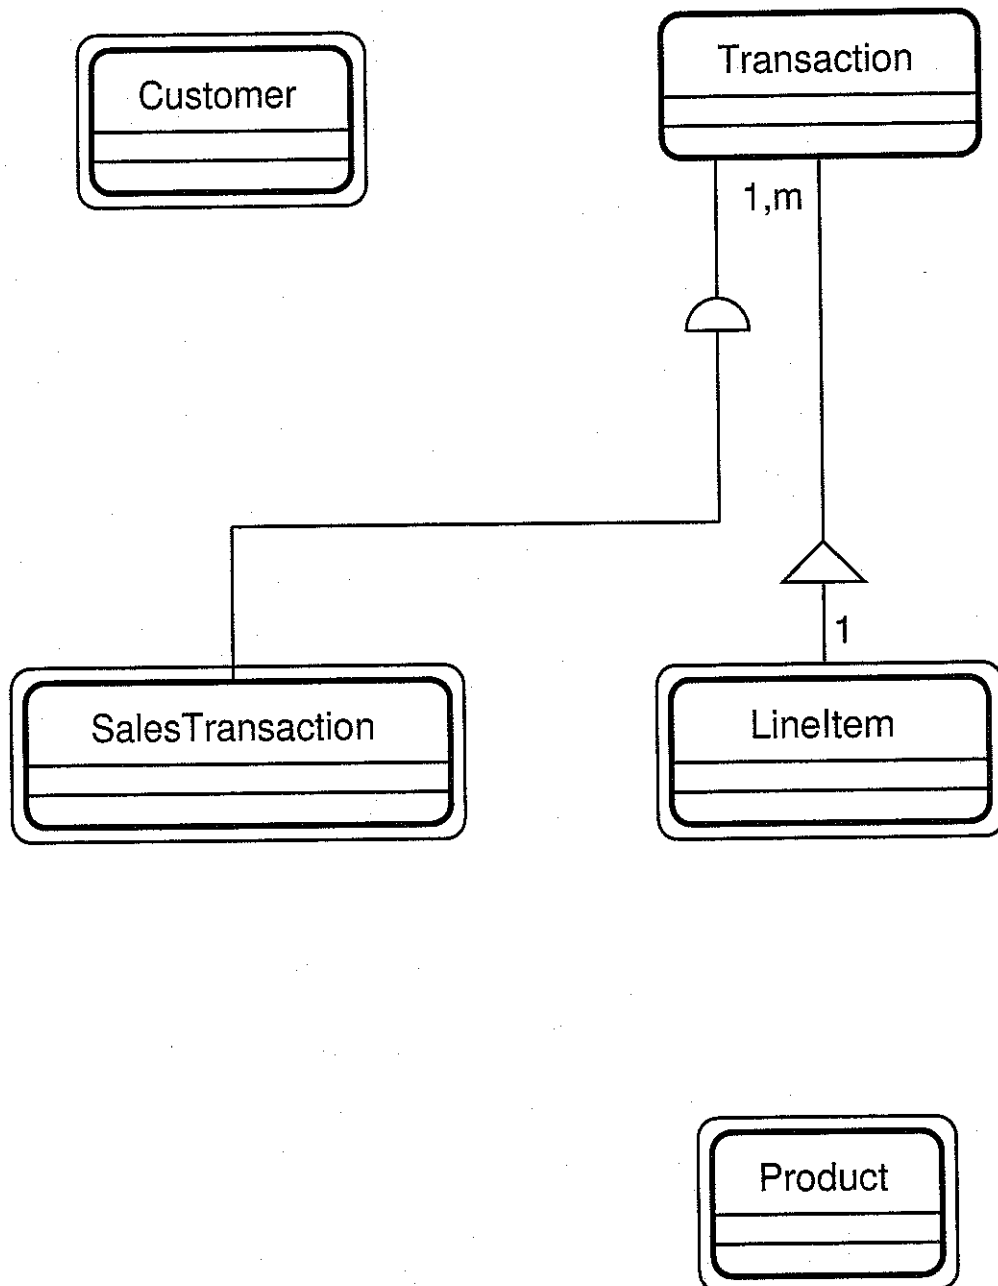 Customer
Transaction
1,m
1
SalesTransaction
LineItem
Product